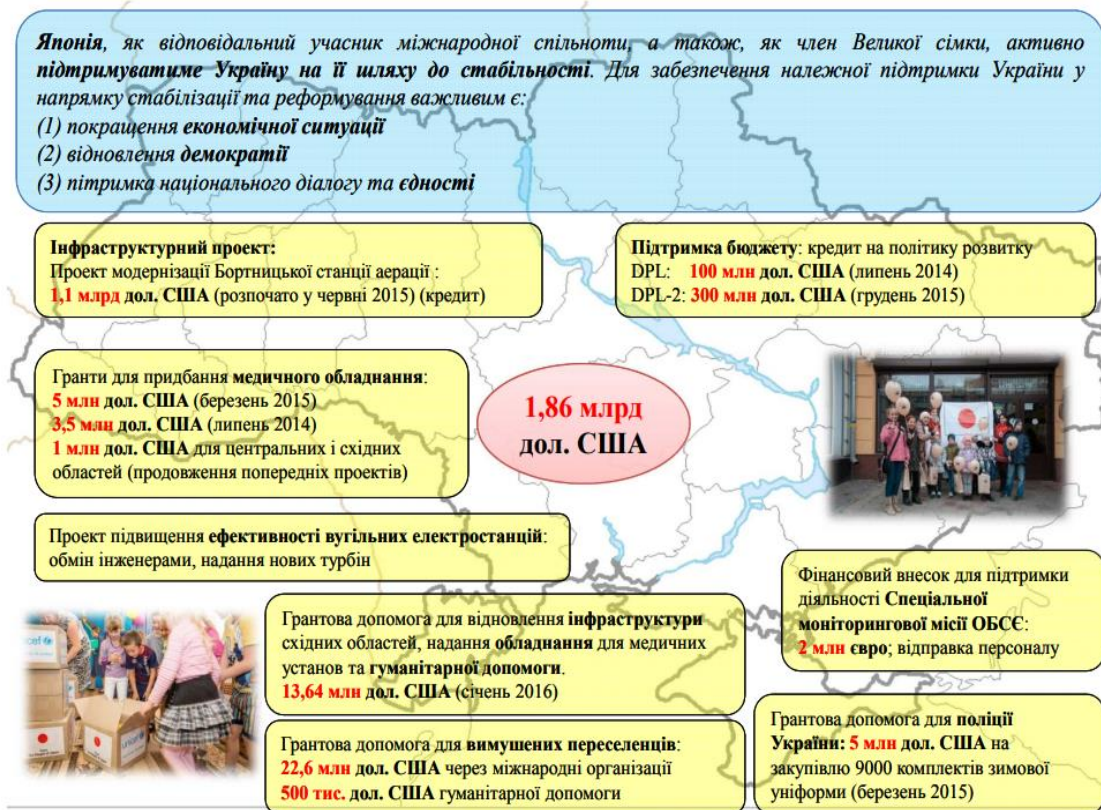 Японія, як відповідальний учасник міжнародної спільноти, а також, як член Великої сімки, активно
підтримуватиме Україну на її шляху до стабільності. Для забезпечення належної підтримки України у
напрямку стабілізації та реформування важливим є:
(1) покращення економічної ситуації
(2) відновлення демократії
(3) пітримка національного діалогу та єдності
Інфраструктурний проект:
Проект модернізації Бортницької станції аерації :
1,1 млрд дол. США (розпочато у червні 2015) (кредит)
Підтримка бюджету: кредит на політику розвитку
DPL: 100 млн дол. США (липень 2014)
DPL-2: 300 млн дол. США (грудень 2015)
Гранти для придбання медичного обладнання:
5 млн дол. США (березень 2015)
3,5 млн дол. США (липень 2014)
1 млн дол. США для центральних і східних
областей (продовження попередніх проектів)
1,86 млрд
дол. США
Проект підвищення ефективності вугільних електростанцій:
обмін інженерами, надання нових турбін
Фінансовий внесок для підтримки
діяльності Спеціальної
моніторингової місії ОБСЄ:
2 млн євро; відправка персоналу
Грантова допомога для відновлення інфраструктури
східних областей, надання обладнання для медичних
установ та гуманітарної допомоги.
13,64 млн дол. США (січень 2016)
Грантова допомога для вимушених переселенців:
22,6 млн дол. США через міжнародні організації
500 тис. дол. США гуманітарної допомоги
Грантова допомога для поліції
України: 5 млн дол. США на
закупівлю 9000 комплектів зимової
уніформи (березень 2015)
unicef